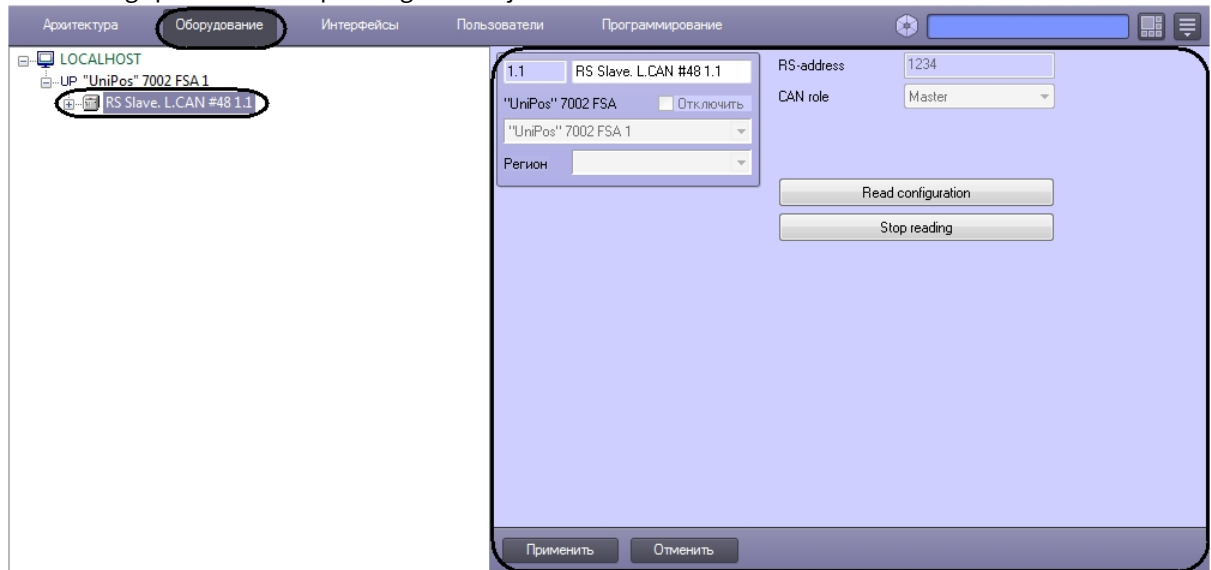 Архитектура Оборудование Интерфейсы Пользователи Программирование
LOCALHOST
UP "UniPos" 7002 FSA 1
RS Slave. L.CAN #48 1.1
1.1 RS Slave. L.CAN #48 1.1
"UniPos" 7002 FSA Отключить
"UniPos" 7002 FSA 1
Регион
RS-address 1234
CAN role Master
Read configuration
Stop reading
Применить Отменить